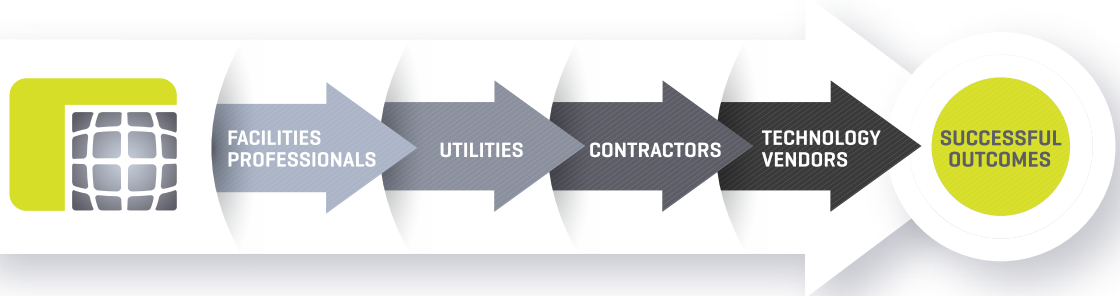 FACILITIES
PROFESSIONALS
UTILITIES
CONTRACTORS
TECHNOLOGY
VENDORS
SUCCESSFUL
OUTCOMES